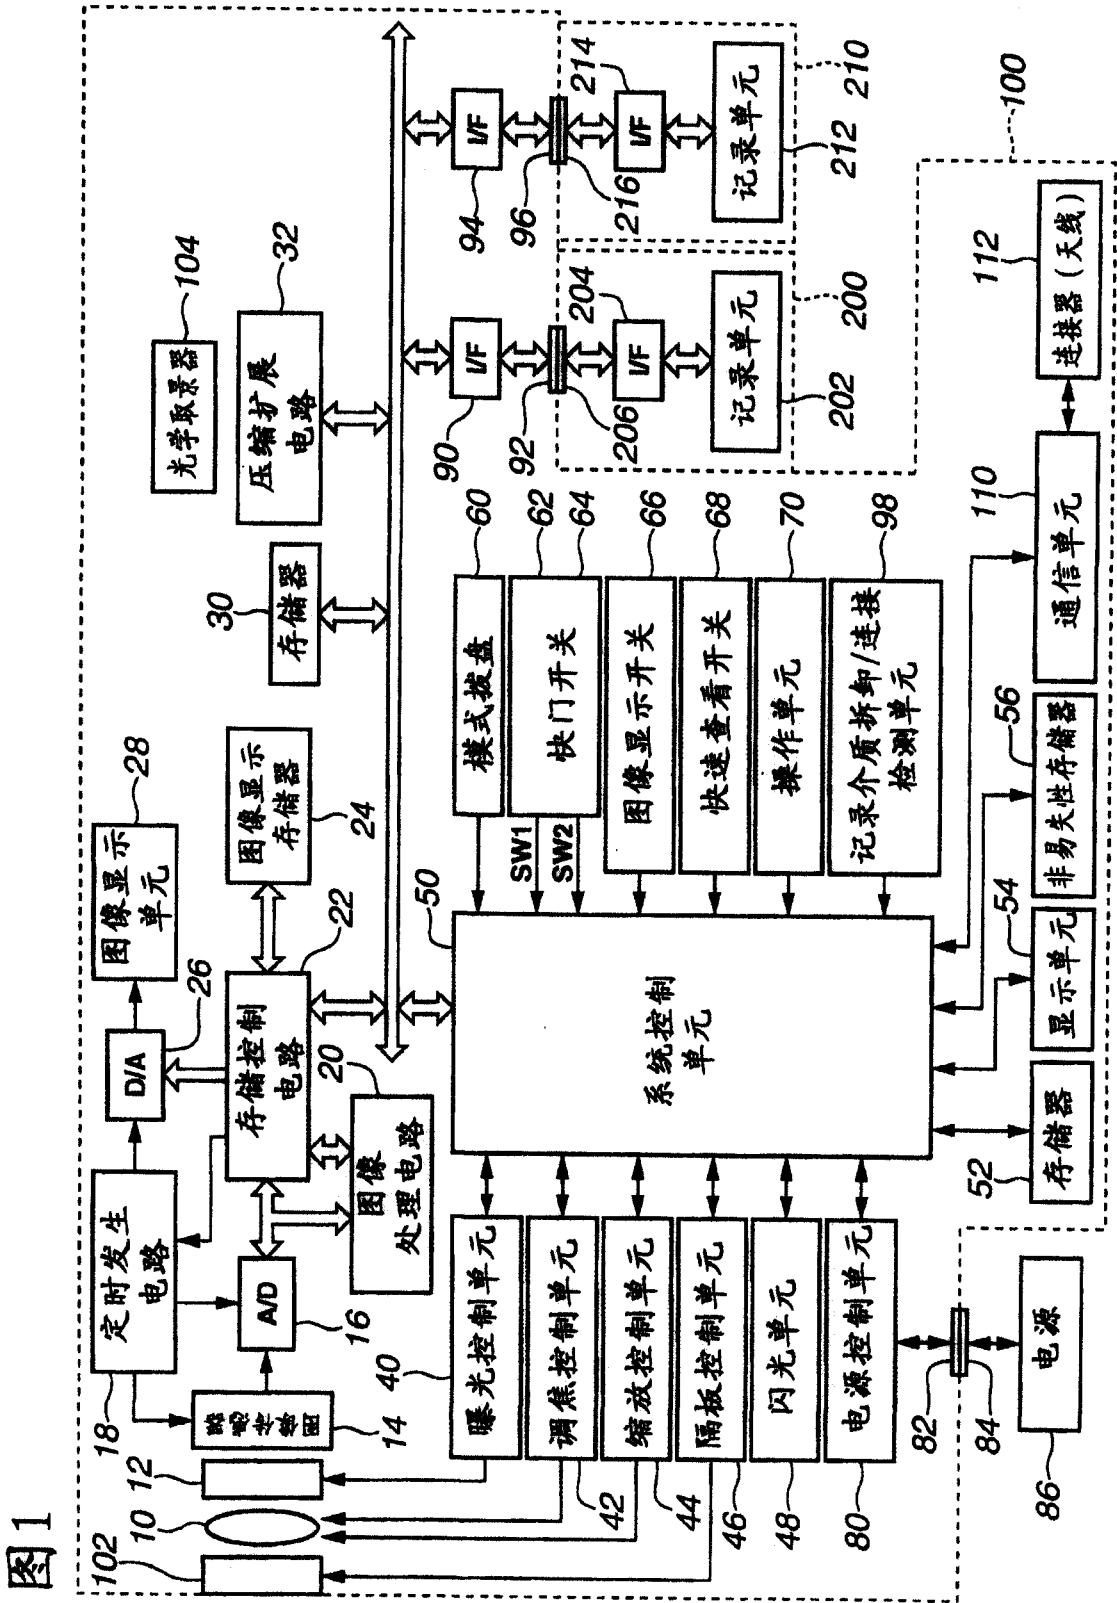 图1
102
10
12
18
定时发生
电路
D/A
26
图像显示
单元
28
14
A/D
16
存储控制
电路
22
图像显示
存储器
24
20
图像
处理电路
30
存储器
光学取景器
104
压缩扩展
电路
32
40
曝光控制单元
42
调焦控制单元
44
缩放控制单元
46
隔板控制单元
48
闪光单元
80
电源控制单元
50
系统控制
单元
SW1
SW2
模式拨盘
60
快门开关
62
64
图像显示开关
66
快速查看开关
68
操作单元
70
记录介质拆卸/连接
检测单元
98
90
I/F
92
206
I/F
204
记录单元
202
200
94
I/F
96
216
I/F
214
记录单元
212
210
82
84
86
电源
52
存储器
显示单元
54
非易失性存储器
56
通信单元
110
连接器(天线)
112
100